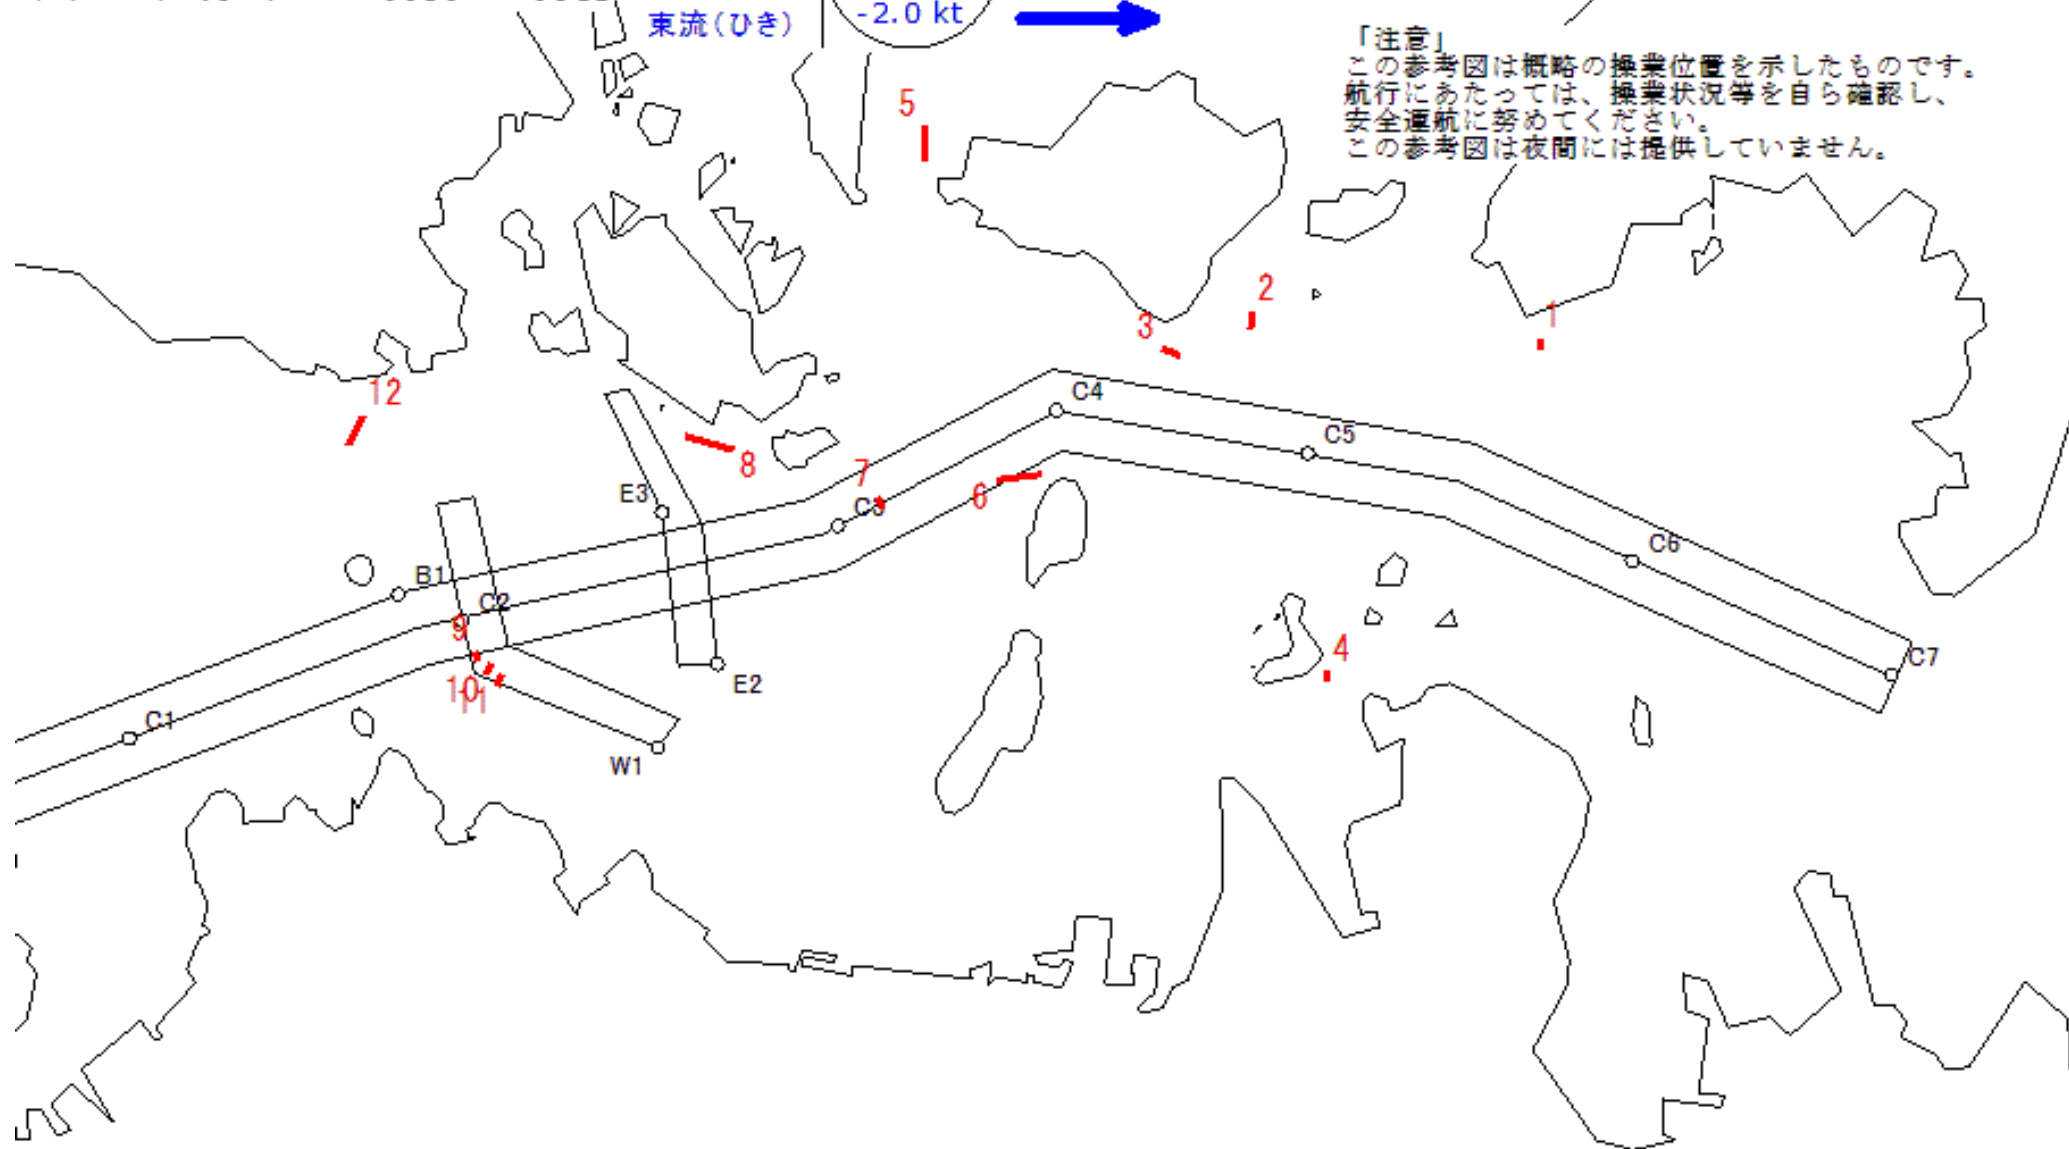 東流(ひき)
-2.0 kt
「注意」
この参考図は概略の操業位置を示したものです。
航行にあたっては、操業状況等を自ら確認し、
安全運航に努めてください。
この参考図は夜間には提供していません。
5
2
1
3
12
C4
C5
8
7
6
E3
C3
C6
B1
C2
9
4
C7
10
11
E2
C1
W1